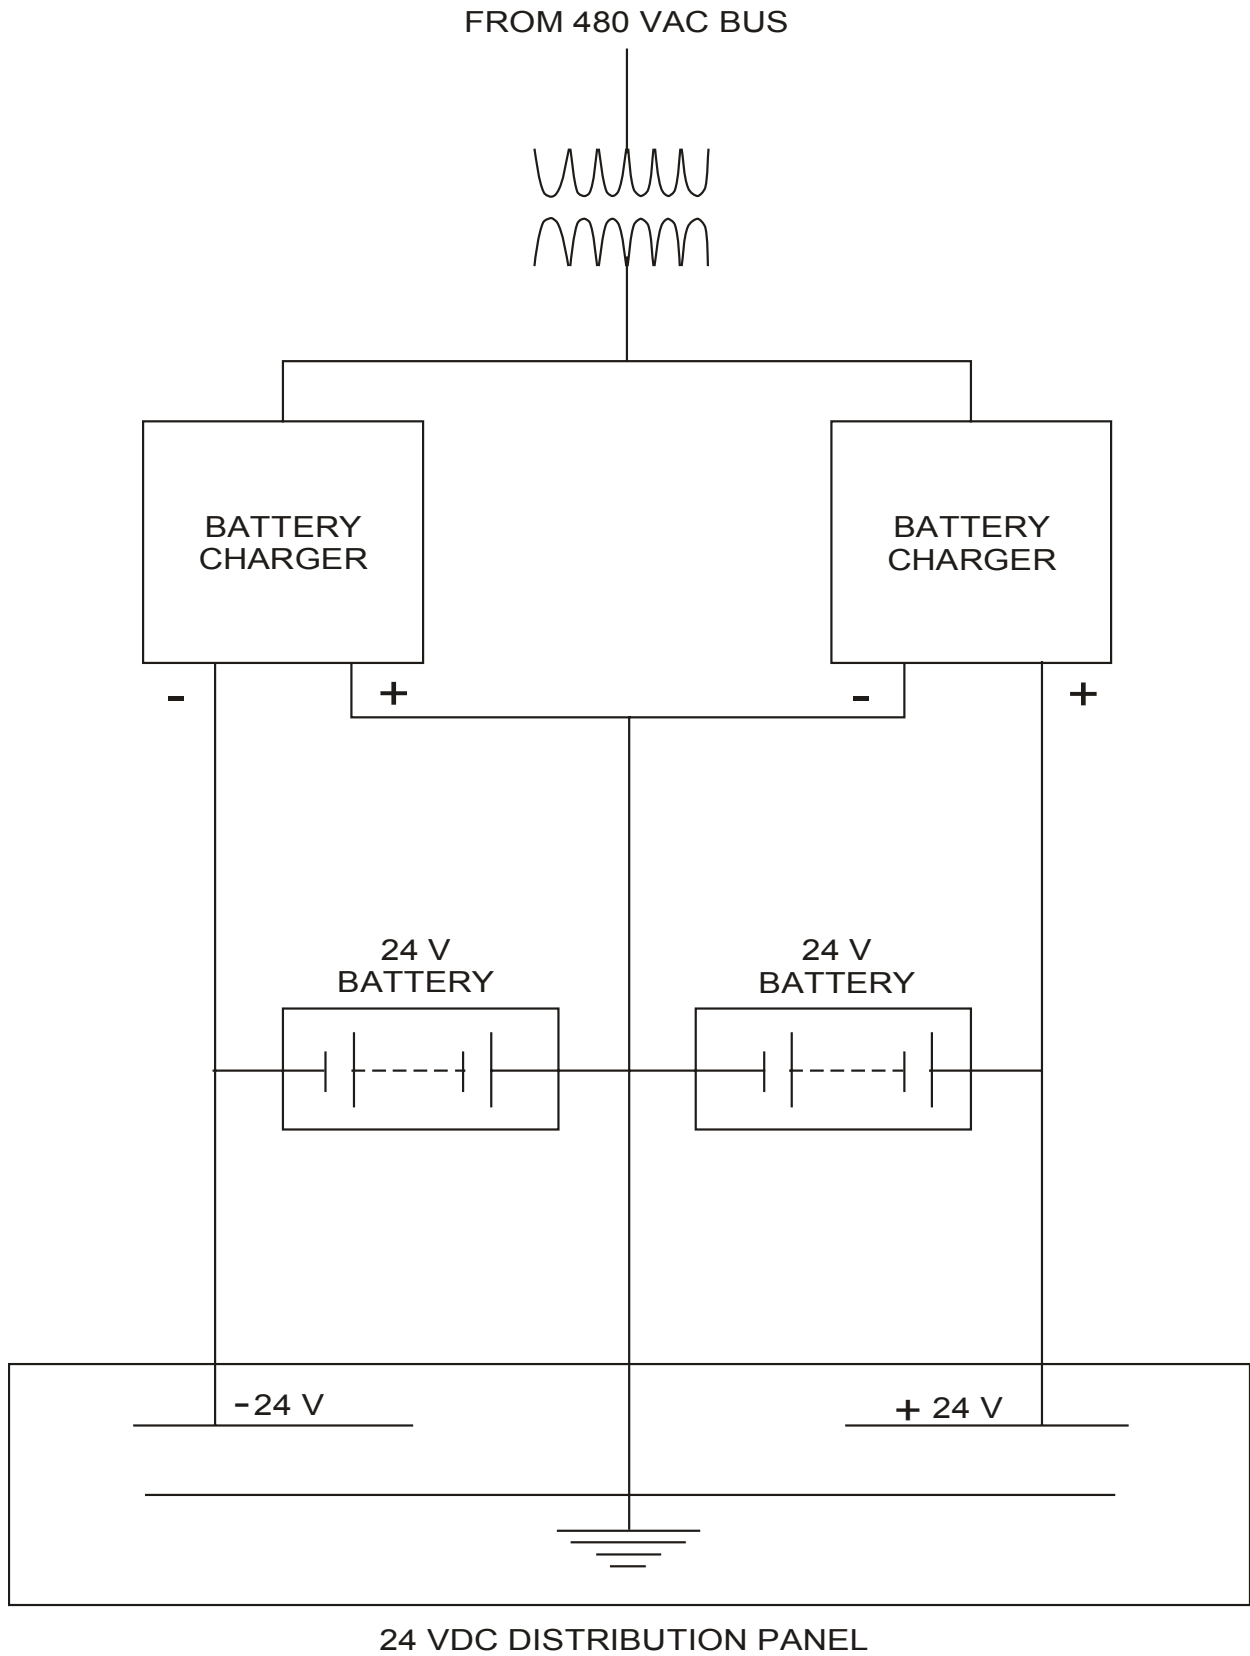 FROM 480 VAC BUS
BATTERY
CHARGER
BATTERY
CHARGER
- +
- +
24 V
BATTERY
24 V
BATTERY
-24 V
+ 24 V
24 VDC DISTRIBUTION PANEL